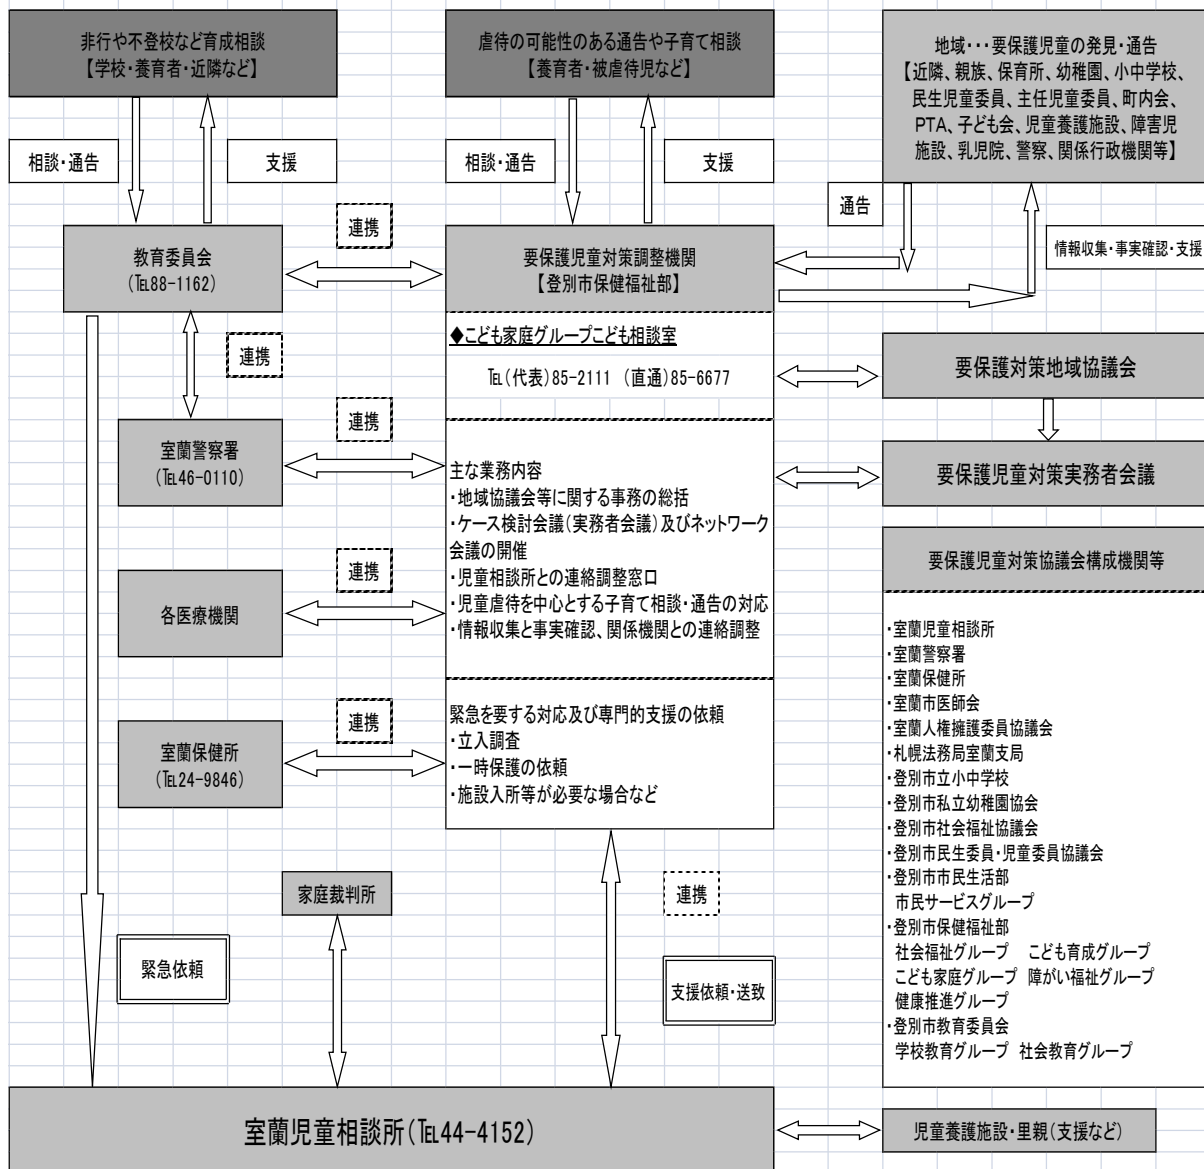 非行や不登校など育成相談
【学校・養育者・近隣など】
虐待の可能性のある通告や子育て相談
【養育者・被虐待児など】
地域・・・要保護児童の発見・通告
【近隣、親族、保育所、幼稚園、小中学校、
民生児童委員、主任児童委員、町内会、
PTA、子ども会、児童養護施設、障害児
施設、乳児院、警察、関係行政機関等】
相談・通告
支援
相談・通告
支援
通告
情報収集・事実確認・支援
教育委員会
(℡88-1162)
連携
要保護児童対策調整機関
【登別市保健福祉部】
◆こども家庭グループこども相談室
℡(代表)85-2111 (直通)85-6677
連携
要保護対策地域協議会
室蘭警察署
(℡46-0110)
連携
要保護児童対策実務者会議
主な業務内容
・地域協議会等に関する事務の総括
・ケース検討会議(実務者会議)及びネットワーク
会議の開催
・児童相談所との連絡調整窓口
・児童虐待を中心とする子育て相談・通告の対応
・情報収集と事実確認、関係機関との連絡調整
各医療機関
連携
室蘭保健所
(℡24-9846)
連携
緊急を要する対応及び専門的支援の依頼
・立入調査
・一時保護の依頼
・施設入所等が必要な場合など
要保護児童対策協議会構成機関等
・室蘭児童相談所
・室蘭警察署
・室蘭保健所
・室蘭市医師会
・室蘭人権擁護委員協議会
・札幌法務局室蘭支局
・登別市立小中学校
・登別市私立幼稚園協会
・登別市社会福祉協議会
・登別市民生委員・児童委員協議会
・登別市市民生活部
市民サービスグループ
・登別市保健福祉部
社会福祉グループ こども育成グループ
こども家庭グループ 障がい福祉グループ
健康推進グループ
・登別市教育委員会
学校教育グループ 社会教育グループ
家庭裁判所
連携
緊急依頼
支援依頼・送致
室蘭児童相談所(℡44-4152)
児童養護施設・里親(支援など)